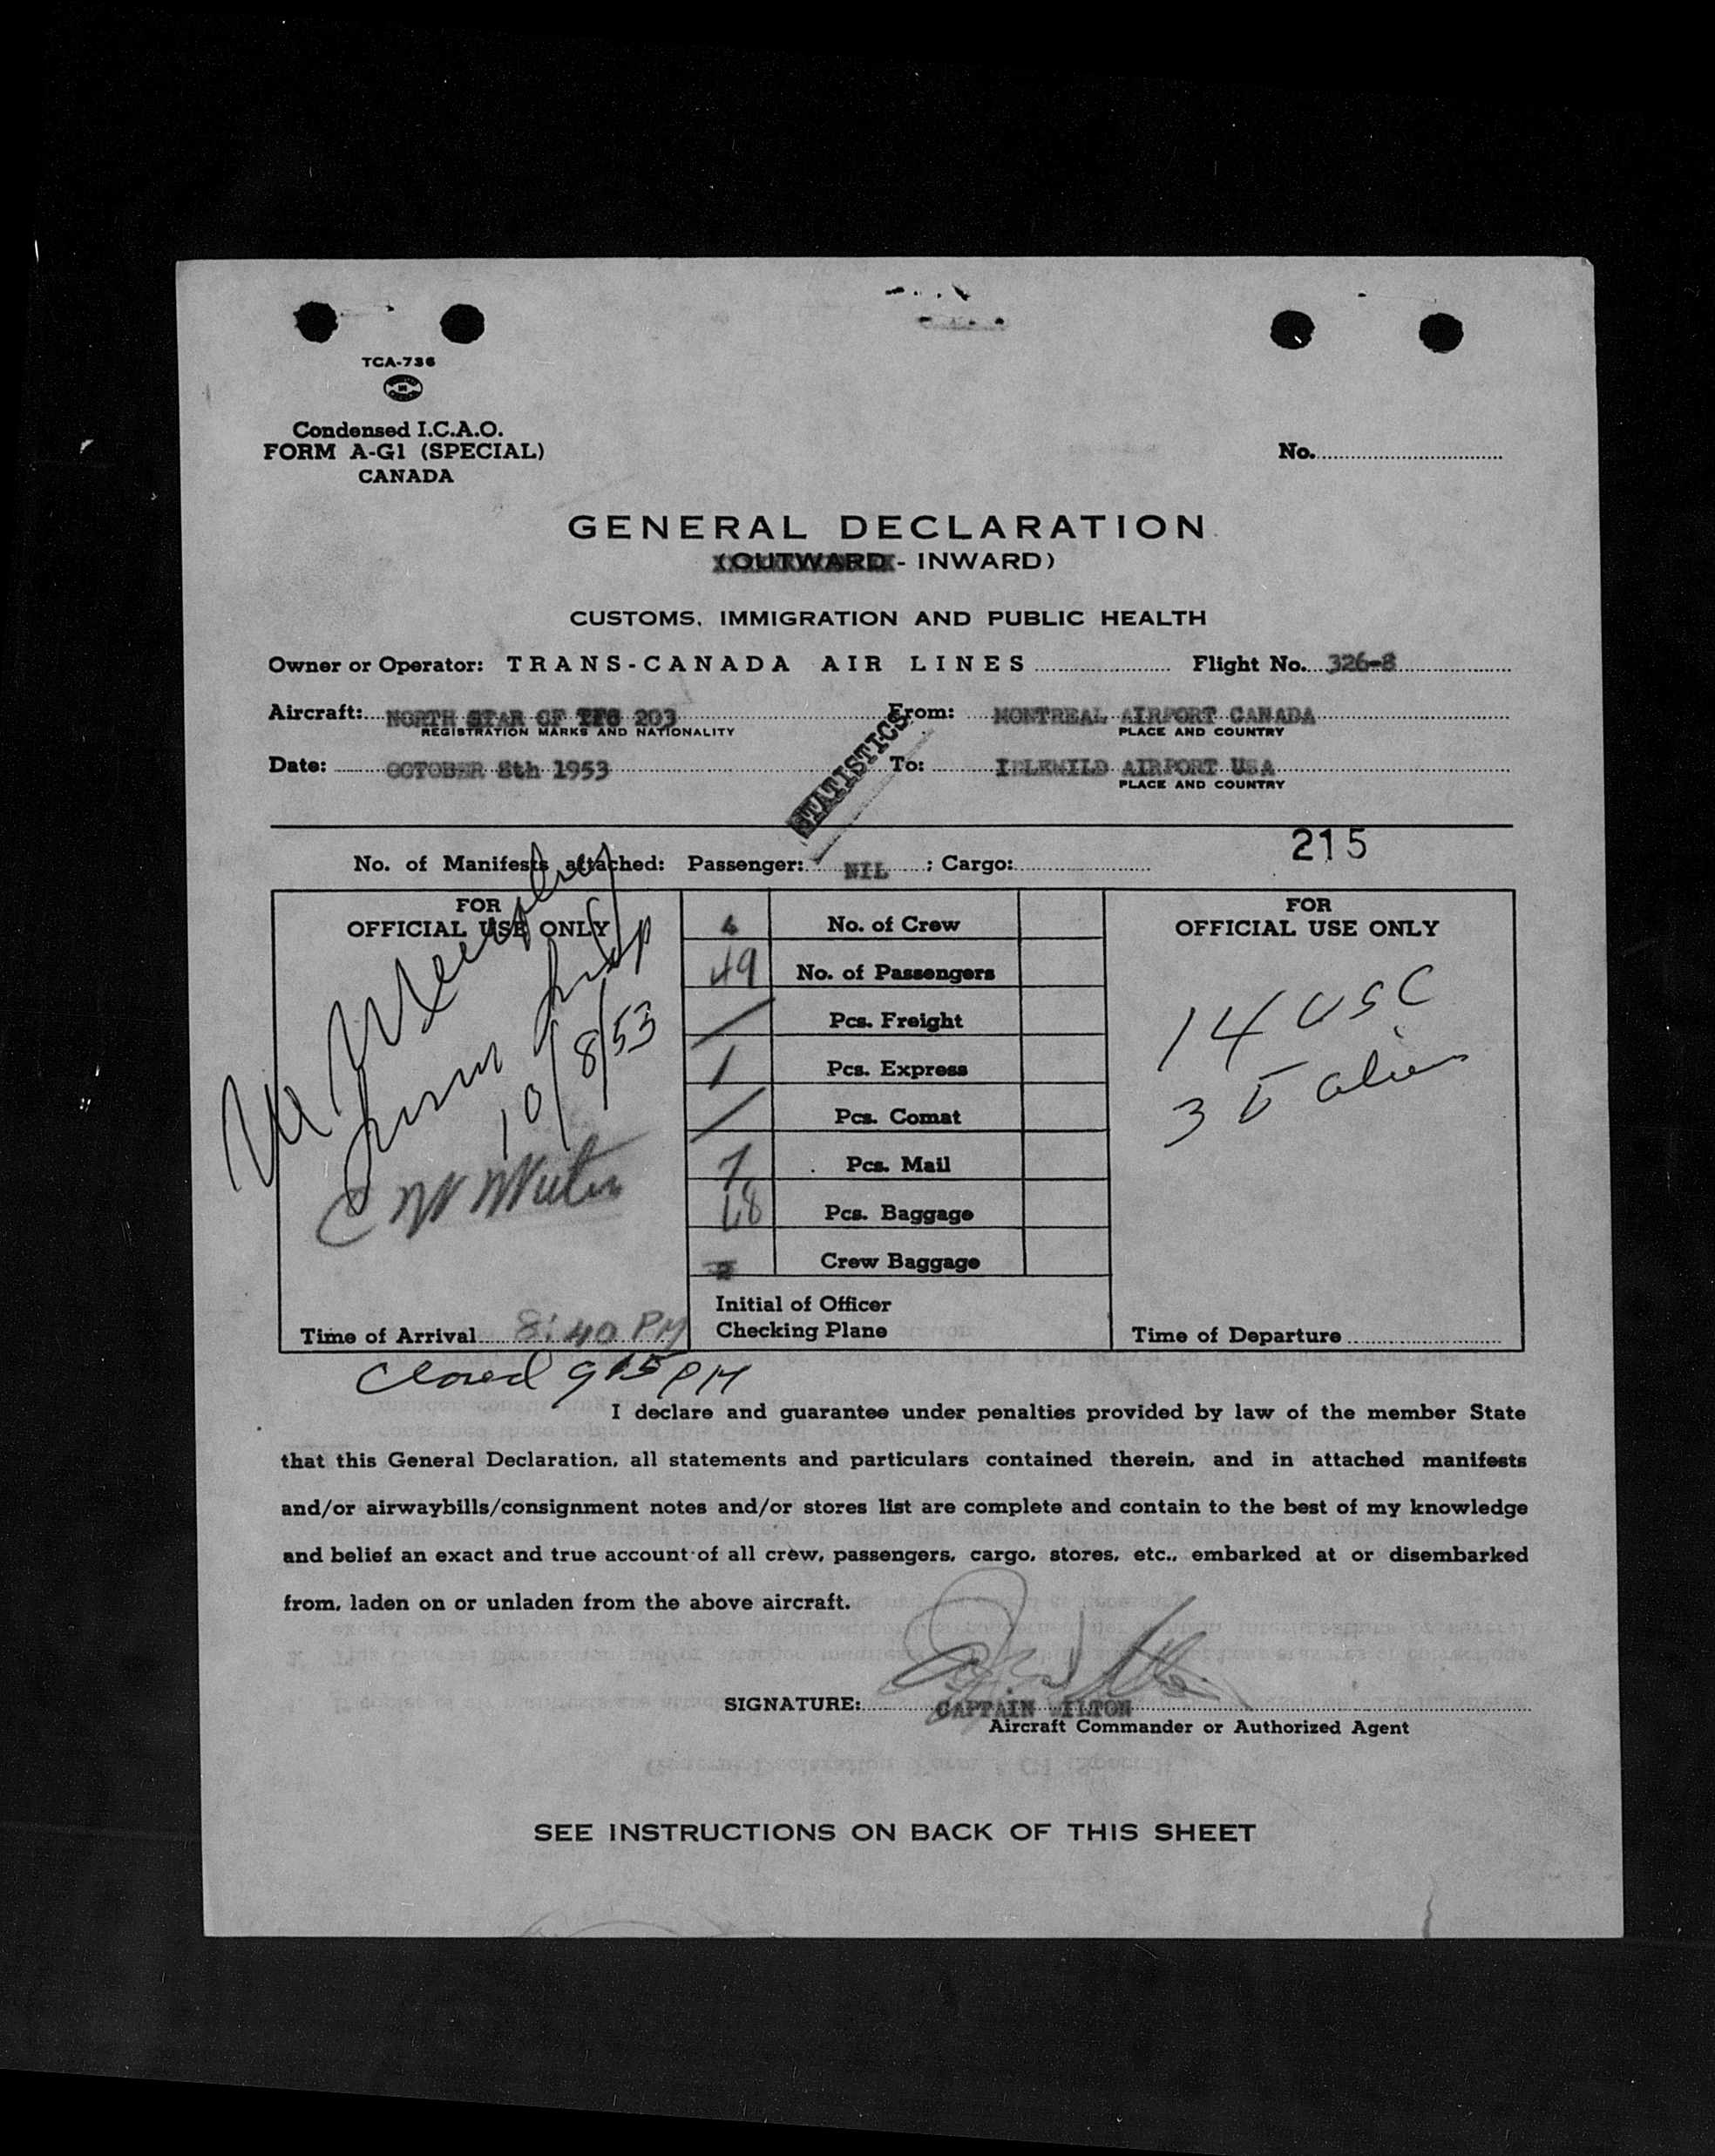 TCA-736
Condensed I.C.A.O.
FORM A-G1 (SPECIAL)
CANADA
No.
GENERAL DECLARATION
(OUTWARD - INWARD)
CUSTOMS, IMMIGRATION AND PUBLIC HEALTH
Owner or Operator: TRANS-CANADA AIR LINES Flight No. 326-8
Aircraft: NORTH STAR CF TFG 203 From: MONTREAL AIRPORT CANADA
REGISTRATION MARKS AND NATIONALITY PLACE AND COUNTRY
Date: OCTOBER 8th 1953 To: IDLEWILD AIRPORT USA
PLACE AND COUNTRY
STATISTICS
215
No. of Manifests attached: Passenger: NIL ; Cargo:
FOR
OFFICIAL USE ONLY
10/8/53
Time of Arrival 8:40 PM
Closed 915 PM
No. of Crew
49 No. of Passengers
/ Pcs. Freight
1 Pcs. Express
/ Pcs. Comat
7 Pcs. Mail
Pcs. Baggage
Crew Baggage
Initial of Officer
Checking Plane
FOR
OFFICIAL USE ONLY
14 USC
35 alien
Time of Departure
I declare and guarantee under penalties provided by law of the member State
that this General Declaration, all statements and particulars contained therein, and in attached manifests
and/or airwaybills/consignment notes and/or stores list are complete and contain to the best of my knowledge
and belief an exact and true account of all crew, passengers, cargo, stores, etc., embarked at or disembarked
from, laden on or unladen from the above aircraft.
SIGNATURE: CAPTAIN WILTON
Aircraft Commander or Authorized Agent
SEE INSTRUCTIONS ON BACK OF THIS SHEET